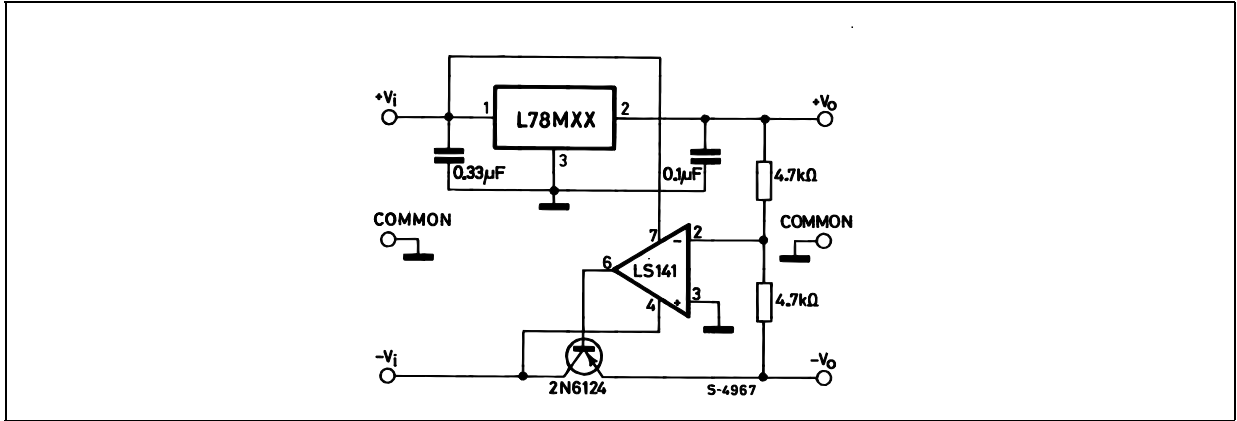 +Vi
1
L78MXX
2
+Vo
3
0.33µF
0.1µF
4.7kΩ
COMMON
COMMON
7
−
2
6
LS141
4
+
3
4.7kΩ
−Vi
2N6124
S-4967
−Vo